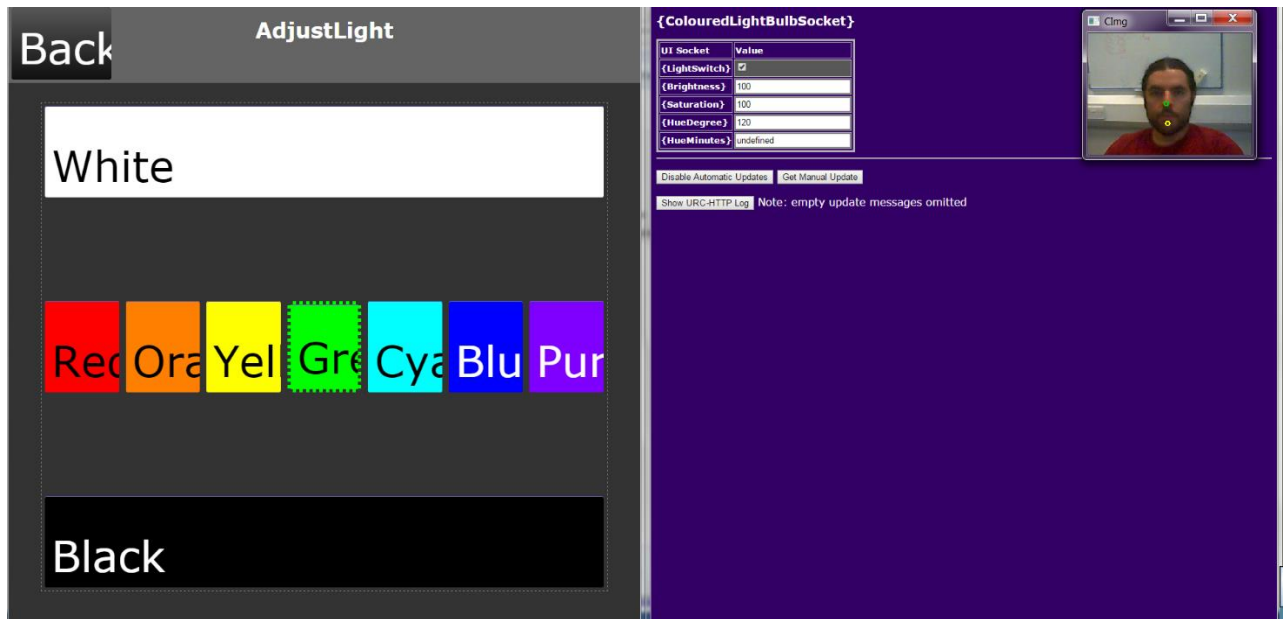 AdjustLight
Back
White
Red
Ora
Yel
Gre
Cya
Blu
Pur
Black
{ColouredLightBulbSocket}
UI Socket Value
{LightSwitch}
{Brightness} 100
{Saturation} 100
{HueDegree} 120
{HueMinutes} undefined
Disable Automatic Updates Get Manual Update
Show URC-HTTP Log Note: empty update messages omitted
CImg